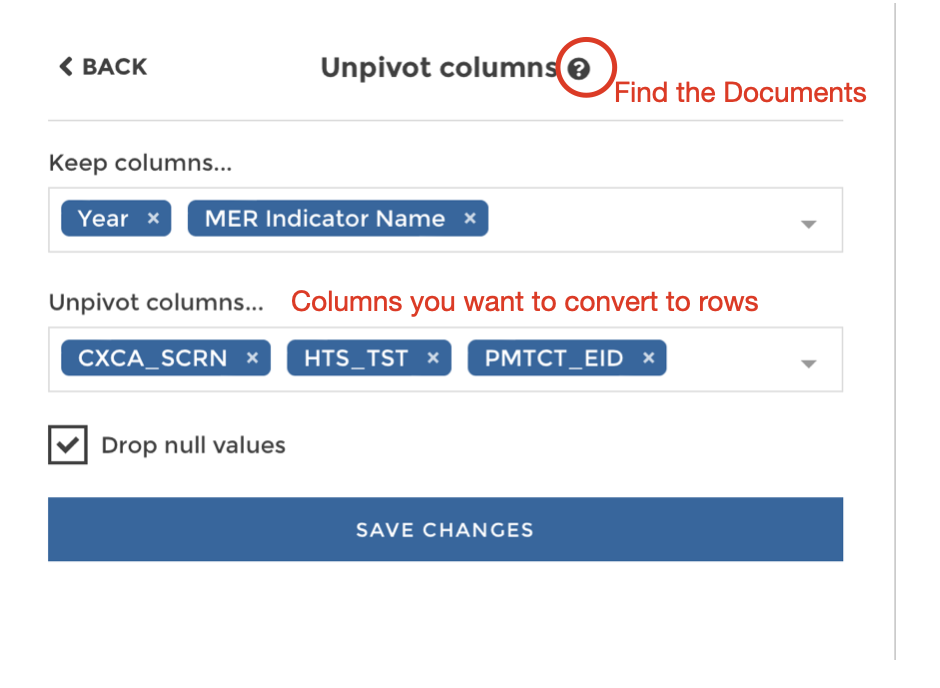 BACK
Unpivot columns ?
Find the Documents
Keep columns...
Year × MER Indicator Name ×
Unpivot columns... Columns you want to convert to rows
CXCA_SCRN × HTS_TST × PMTCT_EID ×
Drop null values
SAVE CHANGES